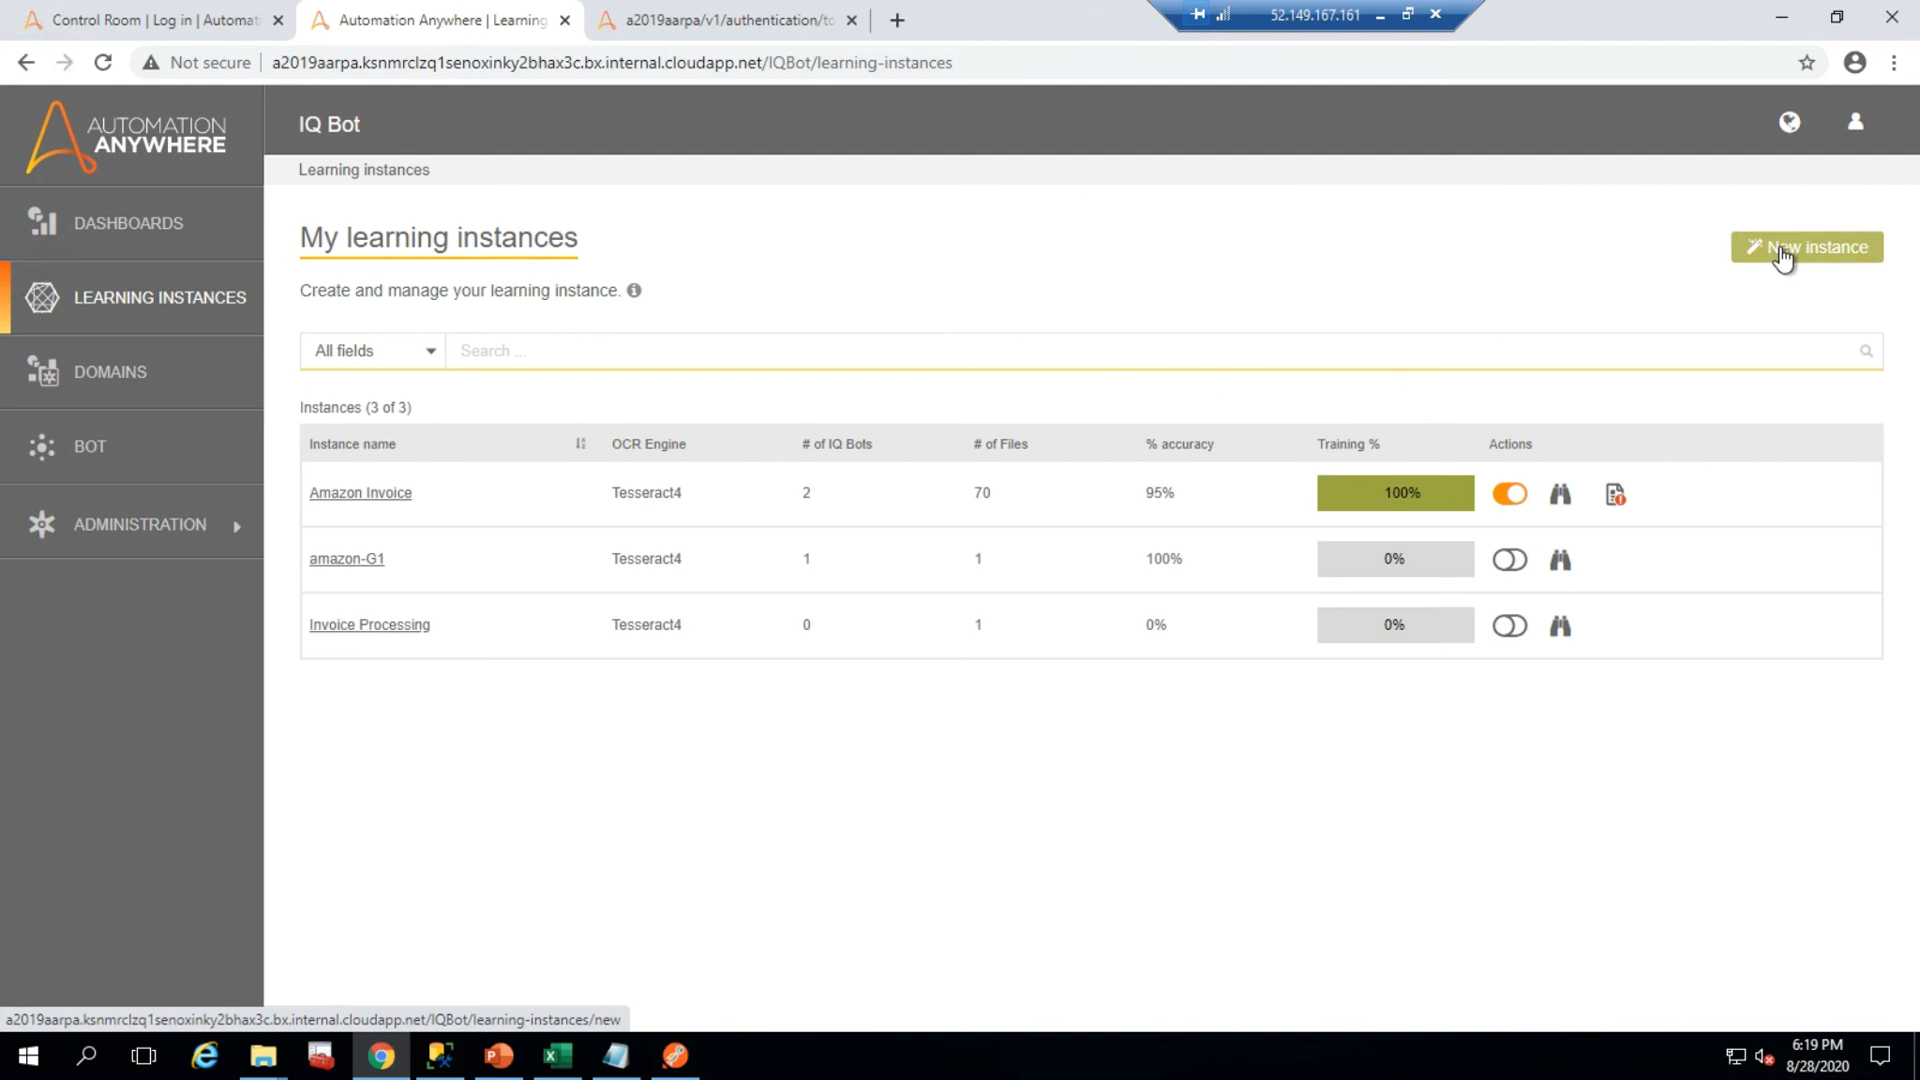 Control Room | Log in | Automat
Automation Anywhere | Learning
a2019aarpa/v1/authentication/to
52.149.167.161
Not secure
a2019aarpa.ksnmrclzq1senoxinky2bhax3c.bx.internal.cloudapp.net/IQBot/learning-instances
AUTOMATION
ANYWHERE
IQ Bot
Learning instances
DASHBOARDS
LEARNING INSTANCES
DOMAINS
BOT
ADMINISTRATION
My learning instances
New instance
Create and manage your learning instance.
All fields
Search ...
Instances (3 of 3)
Instance name OCR Engine # of IQ Bots # of Files % accuracy Training % Actions
Amazon Invoice Tesseract4 2 70 95% 100%
amazon-G1 Tesseract4 1 1 100% 0%
Invoice Processing Tesseract4 0 1 0% 0%
a2019aarpa.ksnmrclzq1senoxinky2bhax3c.bx.internal.cloudapp.net/IQBot/learning-instances/new
6:19 PM
8/28/2020